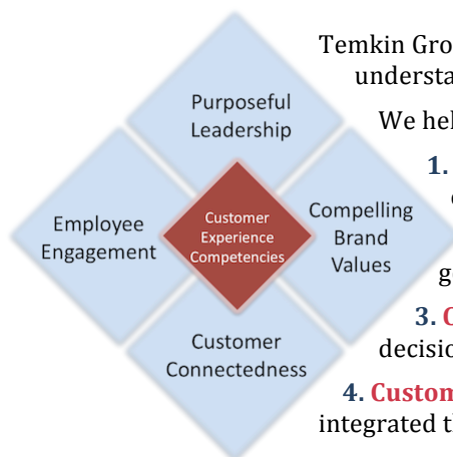 Purposeful
Leadership
Employee
Engagement
Customer
Experience
Competencies
Compelling
Brand
Values
Customer
Connectedness
Temkin Gro
understa
We hel
1.
3.
decisio
4. Custom
integrated t